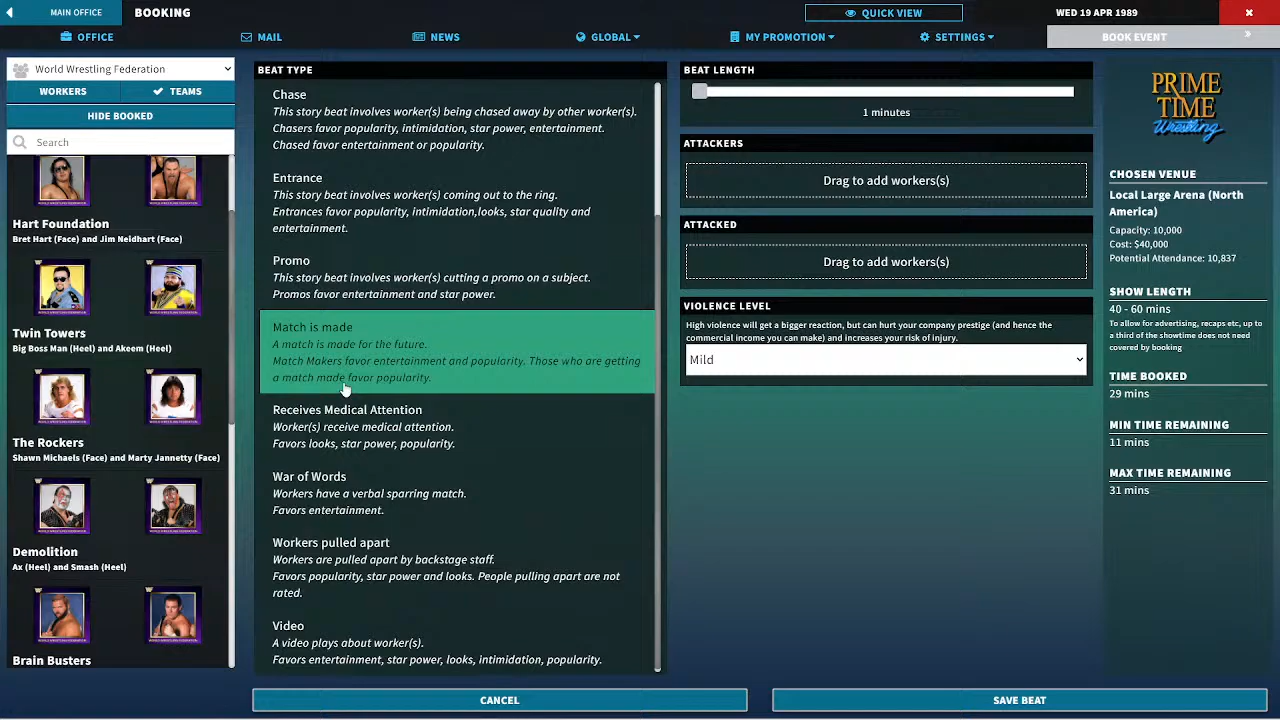 MAIN OFFICE
BOOKING
QUICK VIEW
WED 19 APR 1989
OFFICE
MAIL
NEWS
GLOBAL
MY PROMOTION
SETTINGS
BOOK EVENT
World Wrestling Federation
WORKERS
TEAMS
HIDE BOOKED
Search
Hart Foundation
Bret Hart (Face) and Jim Neidhart (Face)
Twin Towers
Big Boss Man (Heel) and Akeem (Heel)
The Rockers
Shawn Michaels (Face) and Marty Jannetty (Face)
Demolition
Ax (Heel) and Smash (Heel)
Brain Busters
BEAT TYPE
Chase
This story beat involves worker(s) being chased away by other worker(s).
Chasers favor popularity, intimidation, star power, entertainment.
Chased favor entertainment or popularity.
Entrance
This story beat involves worker(s) coming out to the ring.
Entrances favor popularity, intimidation,looks, star quality and
entertainment.
Promo
This story beat involves worker(s) cutting a promo on a subject.
Promos favor entertainment and star power.
Match is made
A match is made for the future.
Match Makers favor entertainment and popularity. Those who are getting
a match made favor popularity.
Receives Medical Attention
Worker(s) receive medical attention.
Favors looks, star power, popularity.
War of Words
Workers have a verbal sparring match.
Favors entertainment.
Workers pulled apart
Workers are pulled apart by backstage staff.
Favors popularity, star power and looks. People pulling apart are not
rated.
Video
A video plays about worker(s).
Favors entertainment, star power, looks, intimidation, popularity.
BEAT LENGTH
1 minutes
ATTACKERS
Drag to add workers(s)
ATTACKED
Drag to add workers(s)
VIOLENCE LEVEL
High violence will get a bigger reaction, but can hurt your company prestige (and hence the
commercial income you can make) and increases your risk of injury.
Mild
PRIME
TIME
Wrestling
CHOSEN VENUE
Local Large Arena (North
America)
Capacity: 10,000
Cost: $40,000
Potential Attendance: 10,837
SHOW LENGTH
40 - 60 mins
To allow for advertising, recaps etc, up to
a third of the showtime does not need
covered by booking
TIME BOOKED
29 mins
MIN TIME REMAINING
11 mins
MAX TIME REMAINING
31 mins
CANCEL
SAVE BEAT